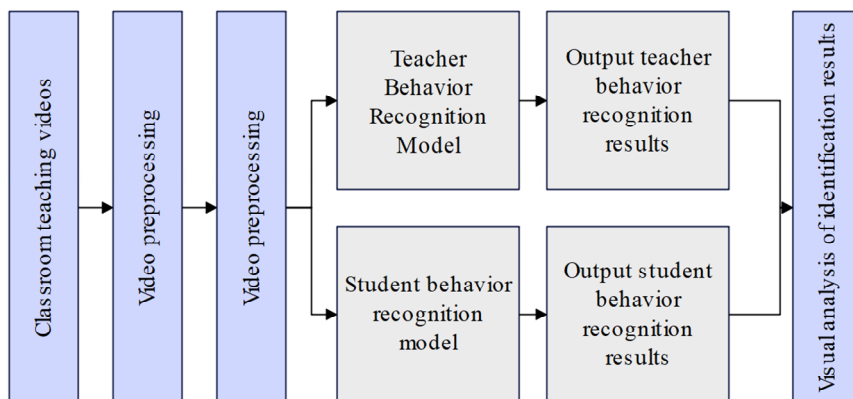 Classroom teaching videos
Video preprocessing
Video preprocessing
Teacher
Behavior
Recognition
Model
Output teacher
behavior
recognition
results
Student behavior
recognition
model
Output student
behavior
recognition
results
Visual analysis of identification results